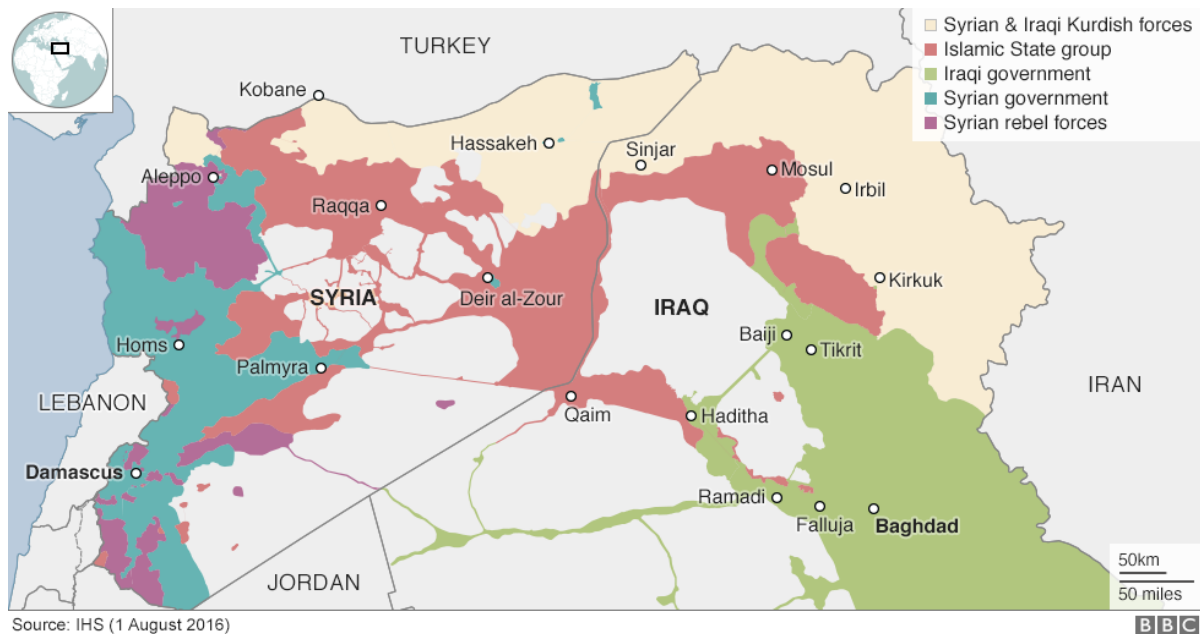 Syrian & Iraqi Kurdish forces
Islamic State group
Iraqi government
Syrian government
Syrian rebel forces
TURKEY
Kobane
Hassakeh
Sinjar
Mosul
Aleppo
Irbil
Raqqa
Kirkuk
SYRIA
Deir al-Zour
IRAQ
Baiji
Homs
Tikrit
Palmyra
IRAN
LEBANON
Qaim
Haditha
Damascus
Ramadi
Falluja
Baghdad
50km
50 miles
JORDAN
Source: IHS (1 August 2016)
BBC